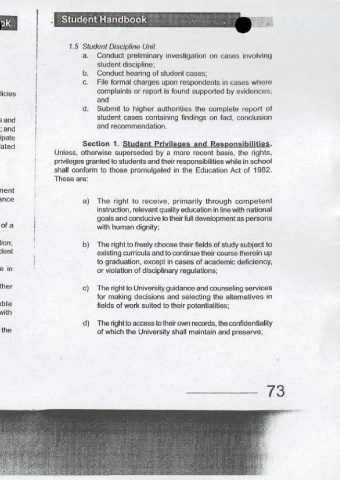 ok
Student Handbook
1.5 Student Discipline Unit
a. Conduct preliminary investigation on cases involving
student discipline;
b. Conduct hearing of student cases;
c. File formal charges upon respondents in cases where
complaints or report is found supported by evidences;
and
d. Submit to higher authorities the complete report of
student cases containing findings on fact, conclusion
and recommendation.
Section 1. Student Privileges and Responsibilities.
Unless, otherwise superseded by a more recent basis, the rights,
privileges granted to students and their responsibilities while in school
shall conform to those promulgated in the Education Act of 1982.
These are:
a) The right to receive, primarily through competent
instruction, relevant quality education in line with national
goals and conducive to their full development as persons
with human dignity;
b) The right to freely choose their fields of study subject to
existing curricula and to continue their course therein up
to graduation, except in cases of academic deficiency,
or violation of disciplinary regulations;
c) The right to University guidance and counseling services
for making decisions and selecting the alternatives in
fields of work suited to their potentialities;
d) The right to access to their own records, the confidentiality
of which the University shall maintain and preserve;
73
licies
s and
; and
ipate
lated
ment
ance
of a
tion;
dent
e in
ther
able
with
the